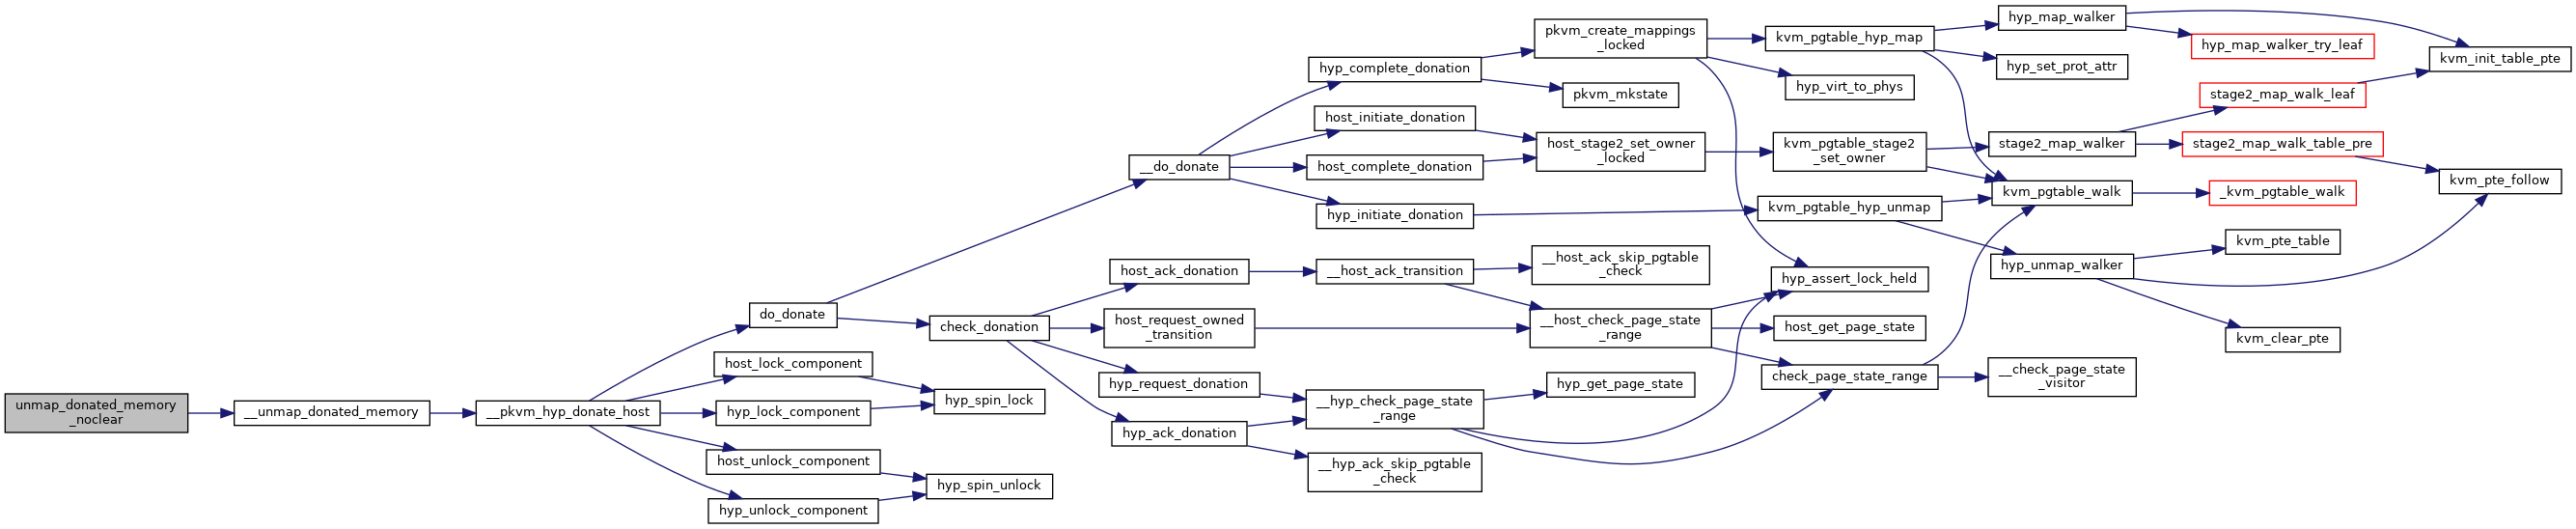 unmap_donated_memory
_noclear
__unmap_donated_memory
__pkvm_hyp_donate_host
do_donate
host_lock_component
hyp_lock_component
host_unlock_component
hyp_unlock_component
__do_donate
check_donation
hyp_spin_lock
hyp_spin_unlock
hyp_complete_donation
host_initiate_donation
host_complete_donation
hyp_initiate_donation
host_ack_donation
host_request_owned
_transition
hyp_request_donation
hyp_ack_donation
pkvm_create_mappings
_locked
pkvm_mkstate
host_stage2_set_owner
_locked
__host_ack_transition
__host_ack_skip_pgtable
_check
__host_check_page_state
_range
__hyp_check_page_state
_range
hyp_get_page_state
__hyp_ack_skip_pgtable
_check
kvm_pgtable_hyp_map
hyp_virt_to_phys
kvm_pgtable_stage2
_set_owner
kvm_pgtable_hyp_unmap
hyp_assert_lock_held
host_get_page_state
check_page_state_range
hyp_map_walker
hyp_set_prot_attr
stage2_map_walker
kvm_pgtable_walk
hyp_unmap_walker
__check_page_state
_visitor
hyp_map_walker_try_leaf
stage2_map_walk_leaf
stage2_map_walk_table_pre
_kvm_pgtable_walk
kvm_pte_table
kvm_clear_pte
kvm_init_table_pte
kvm_pte_follow